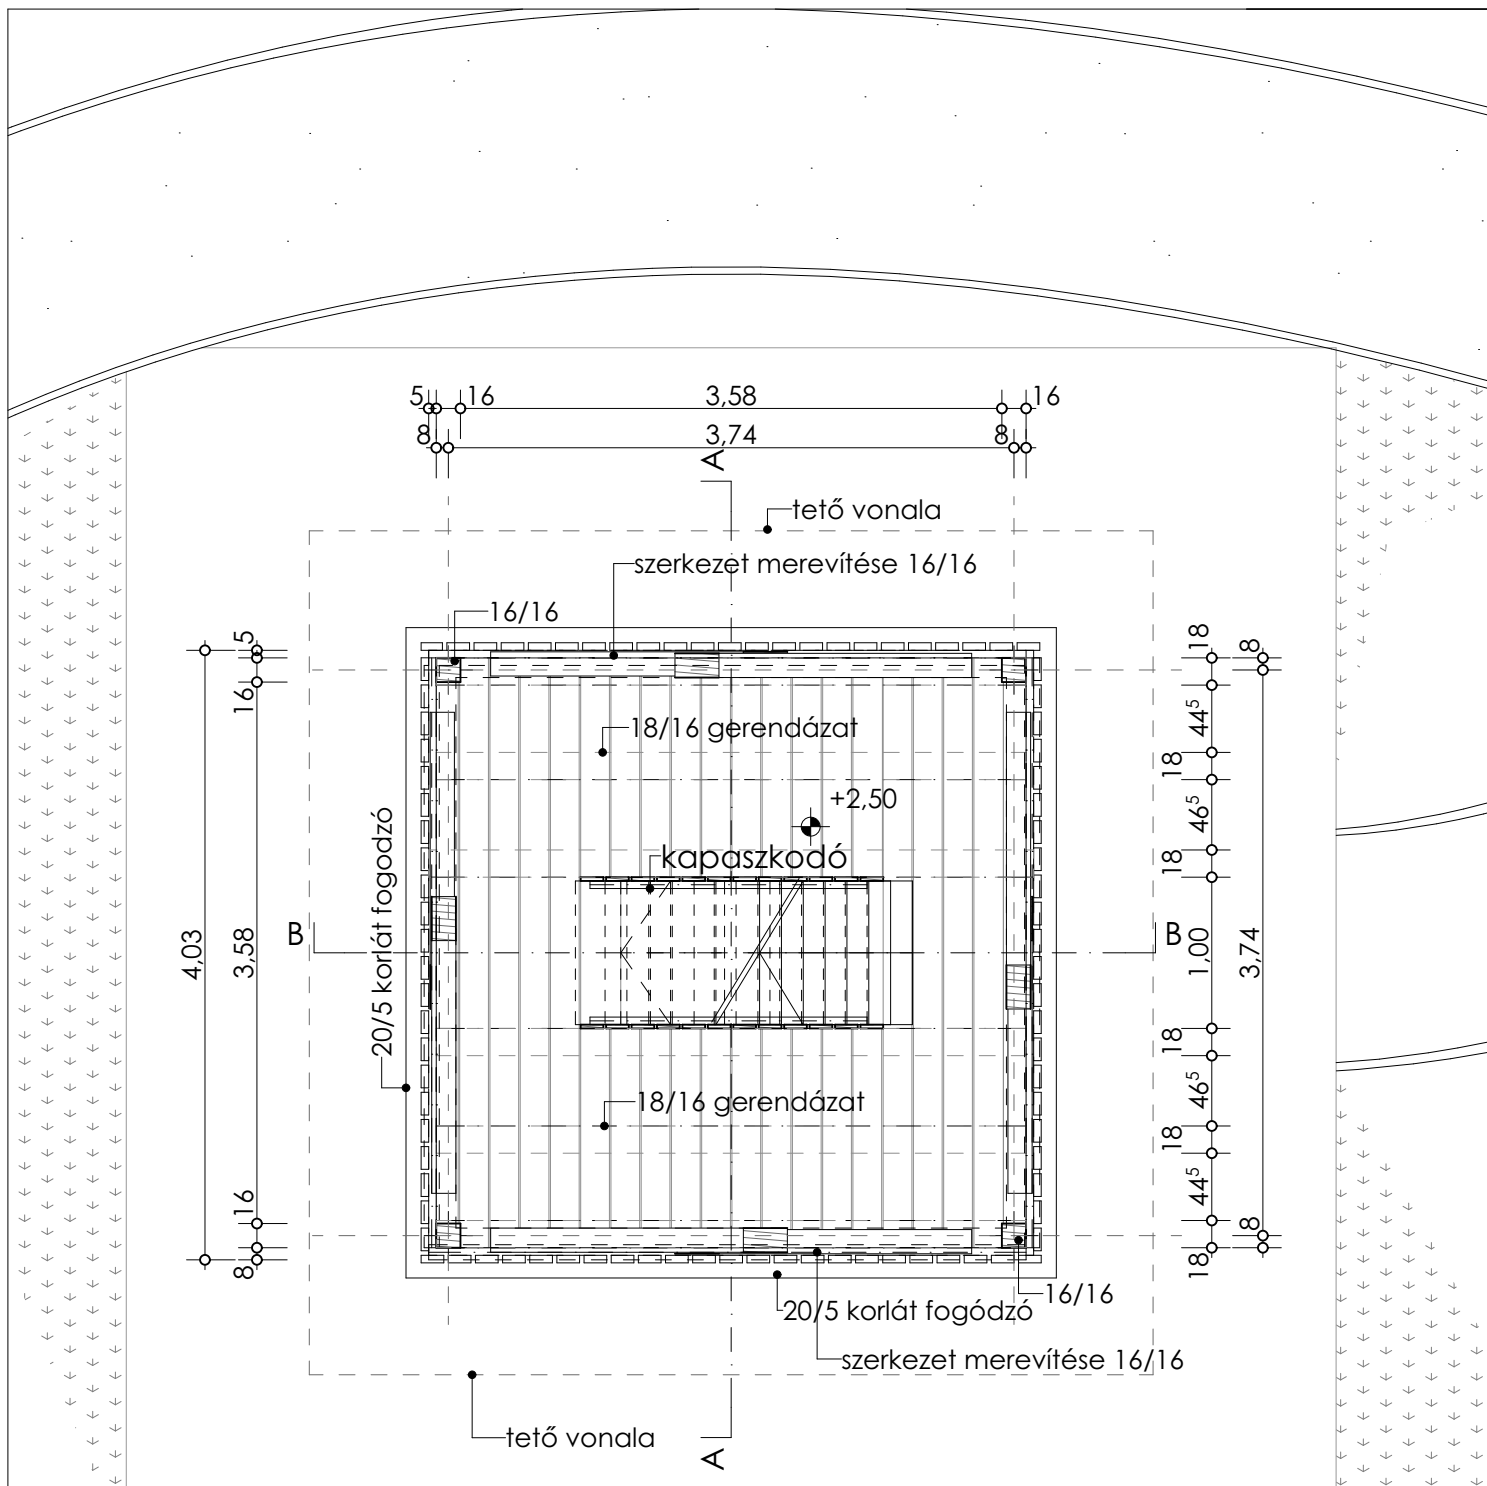 5 16 3,58 16
8 3,74 8
A
tető vonala
szerkezet merevítése 16/16
16/16
5
16
3,58
16
8
4,03
18/16 gerendázat
+2,50
kapaszkodó
20/5 korlát fogodzó
B
B
18/16 gerendázat
18
44⁵
18
46⁵
18
1,00
18
46⁵
18
44⁵
18
8
3,74
8
16/16
20/5 korlát fogódzó
szerkezet merevítése 16/16
tető vonala
A